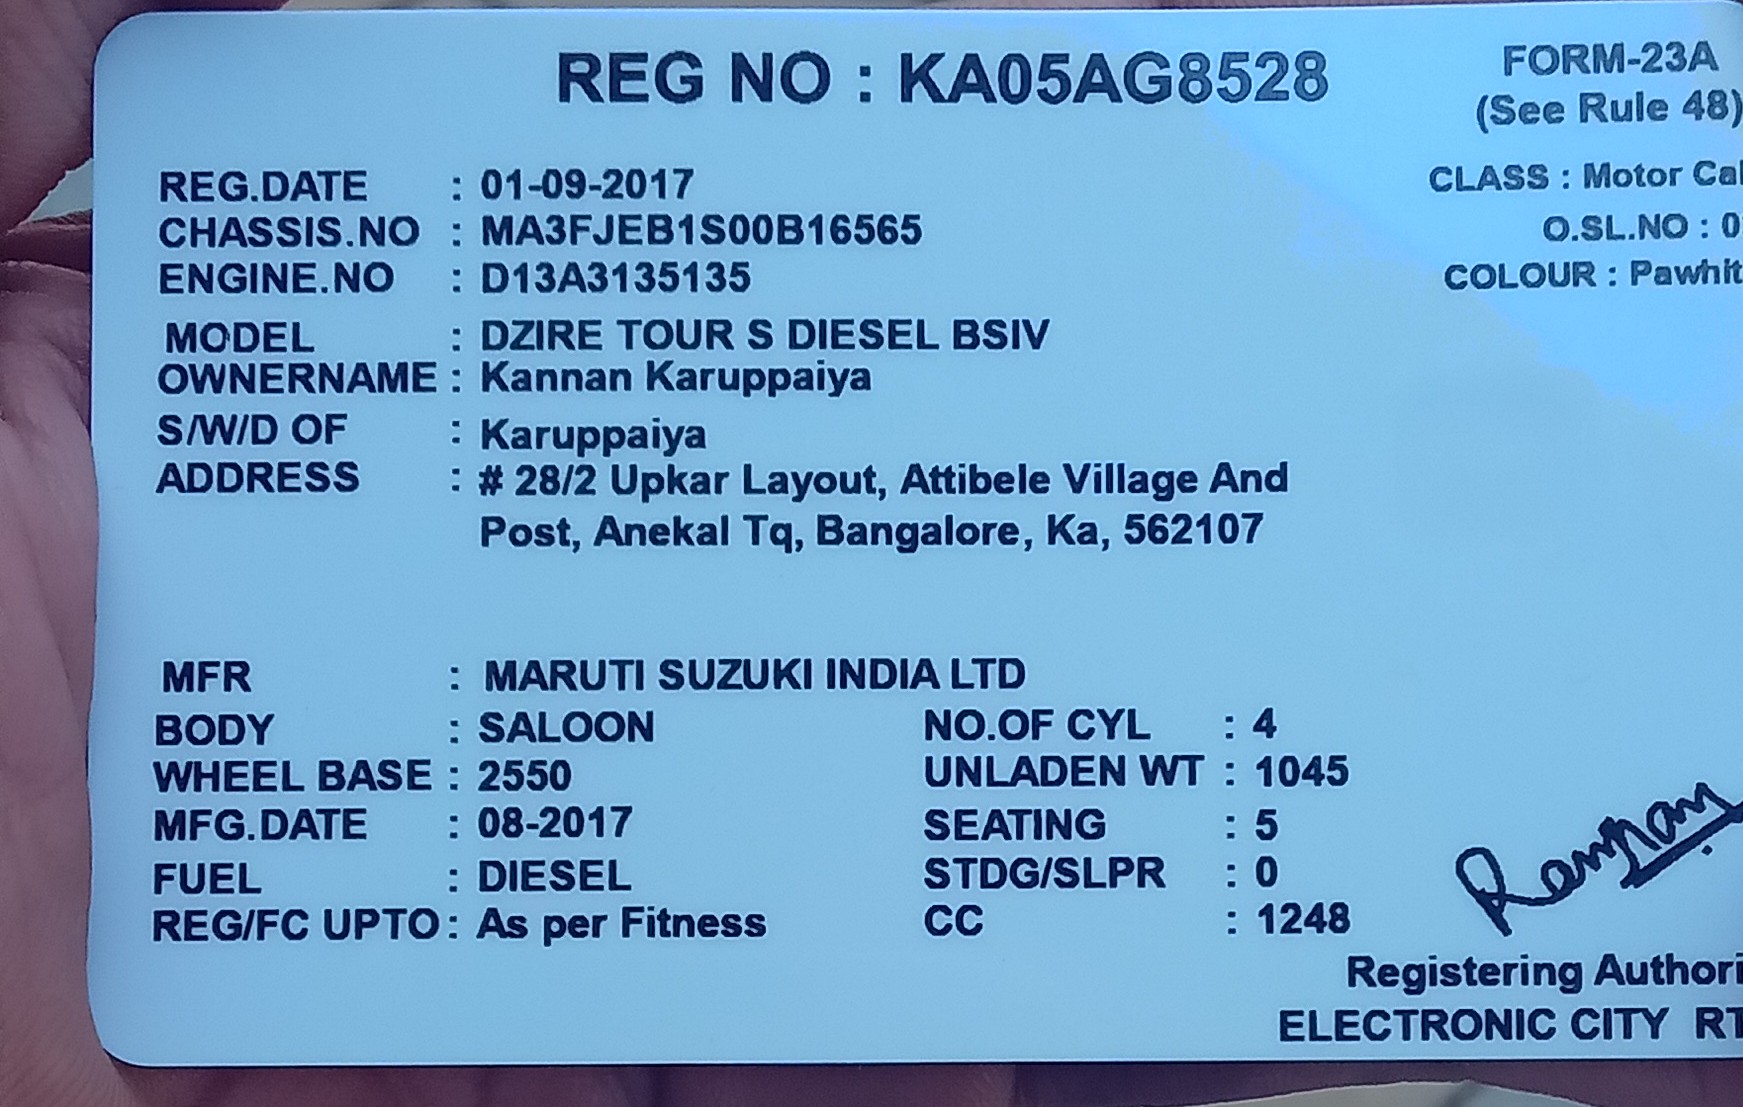 REG NO : KA05AG8528
FORM-23A
(See Rule 48)
REG.DATE : 01-09-2017
CLASS : Motor
CHASSIS.NO : MA3FJEB1S00B16565
O.SL.NO :
ENGINE.NO : D13A3135135
COLOUR :
MODEL : DZIRE TOUR S DIESEL BSIV
OWNERNAME : Kannan Karuppaiya
S/W/D OF : Karuppaiya
ADDRESS : # 28/2 Upkar Layout, Attibele Village And
Post, Anekal Tq, Bangalore, Ka, 562107
MFR : MARUTI SUZUKI INDIA LTD
BODY : SALOON NO.OF CYL : 4
WHEEL BASE : 2550 UNLADEN WT : 1045
MFG.DATE : 08-2017 SEATING : 5
FUEL : DIESEL STDG/SLPR : 0
REG/FC UPTO : As per Fitness CC : 1248
Registering
ELECTRONIC CITY